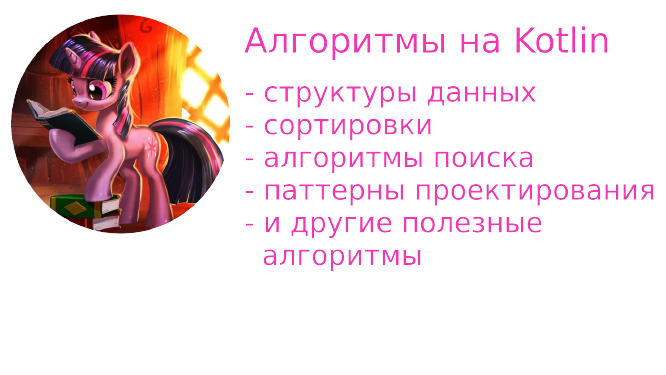 Алгоритмы на Kotlin
- структуры данных
- сортировки
- алгоритмы поиска
- паттерны проектирования
- и другие полезные
алгоритмы